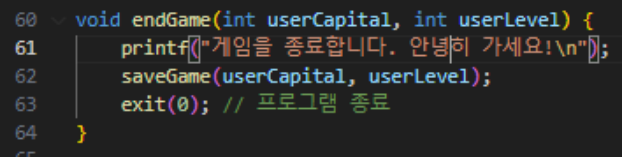 60 void endGame(int userCapital, int userLevel) {
61 printf("게임을 종료합니다. 안녕히 가세요!\n");
62 saveGame(userCapital, userLevel);
63 exit(0); // 프로그램 종료
64 }